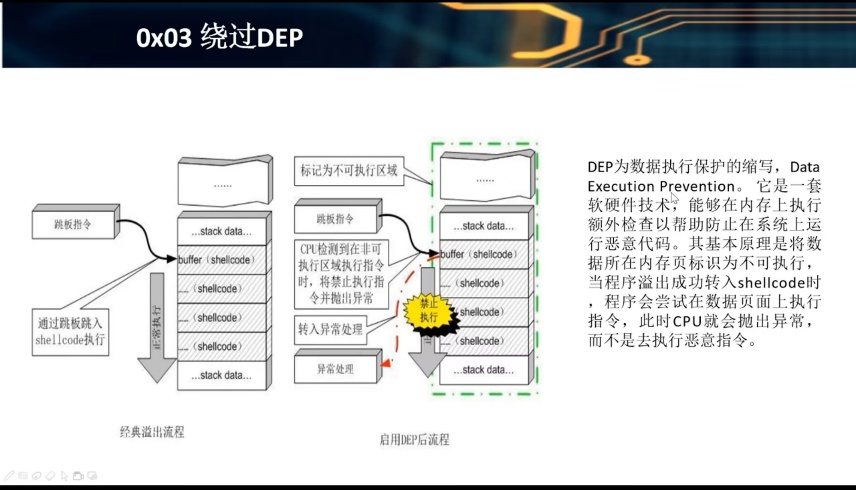 0x03 绕过DEP
......
跳板指令
...stack data...
buffer（shellcode）
...（shellcode）
...（shellcode）
...（shellcode）
...stack data...
正常执行
通过跳板跳入
shellcode执行
经典溢出流程
标记为不可执行区域
......
跳板指令
...stack data...
CPU检测到在非可
执行区域执行指令
时，将禁止执行指
令并抛出异常
buffer（shellcode）
...（shellcode）
...（shellcode）
...（shellcode）
...stack data...
禁止
执行
正
转入异常处理
异常处理
启用DEP后流程
DEP为数据执行保护的缩写，Data
Execution Prevention。 它是一套
软硬件技术，能够在内存上执行
额外检查以帮助防止在系统上运
行恶意代码。其基本原理是将数
据所在内存页标识为不可执行，
当程序溢出成功转入shellcode时
，程序会尝试在数据页面上执行
指令，此时CPU就会抛出异常，
而不是去执行恶意指令。